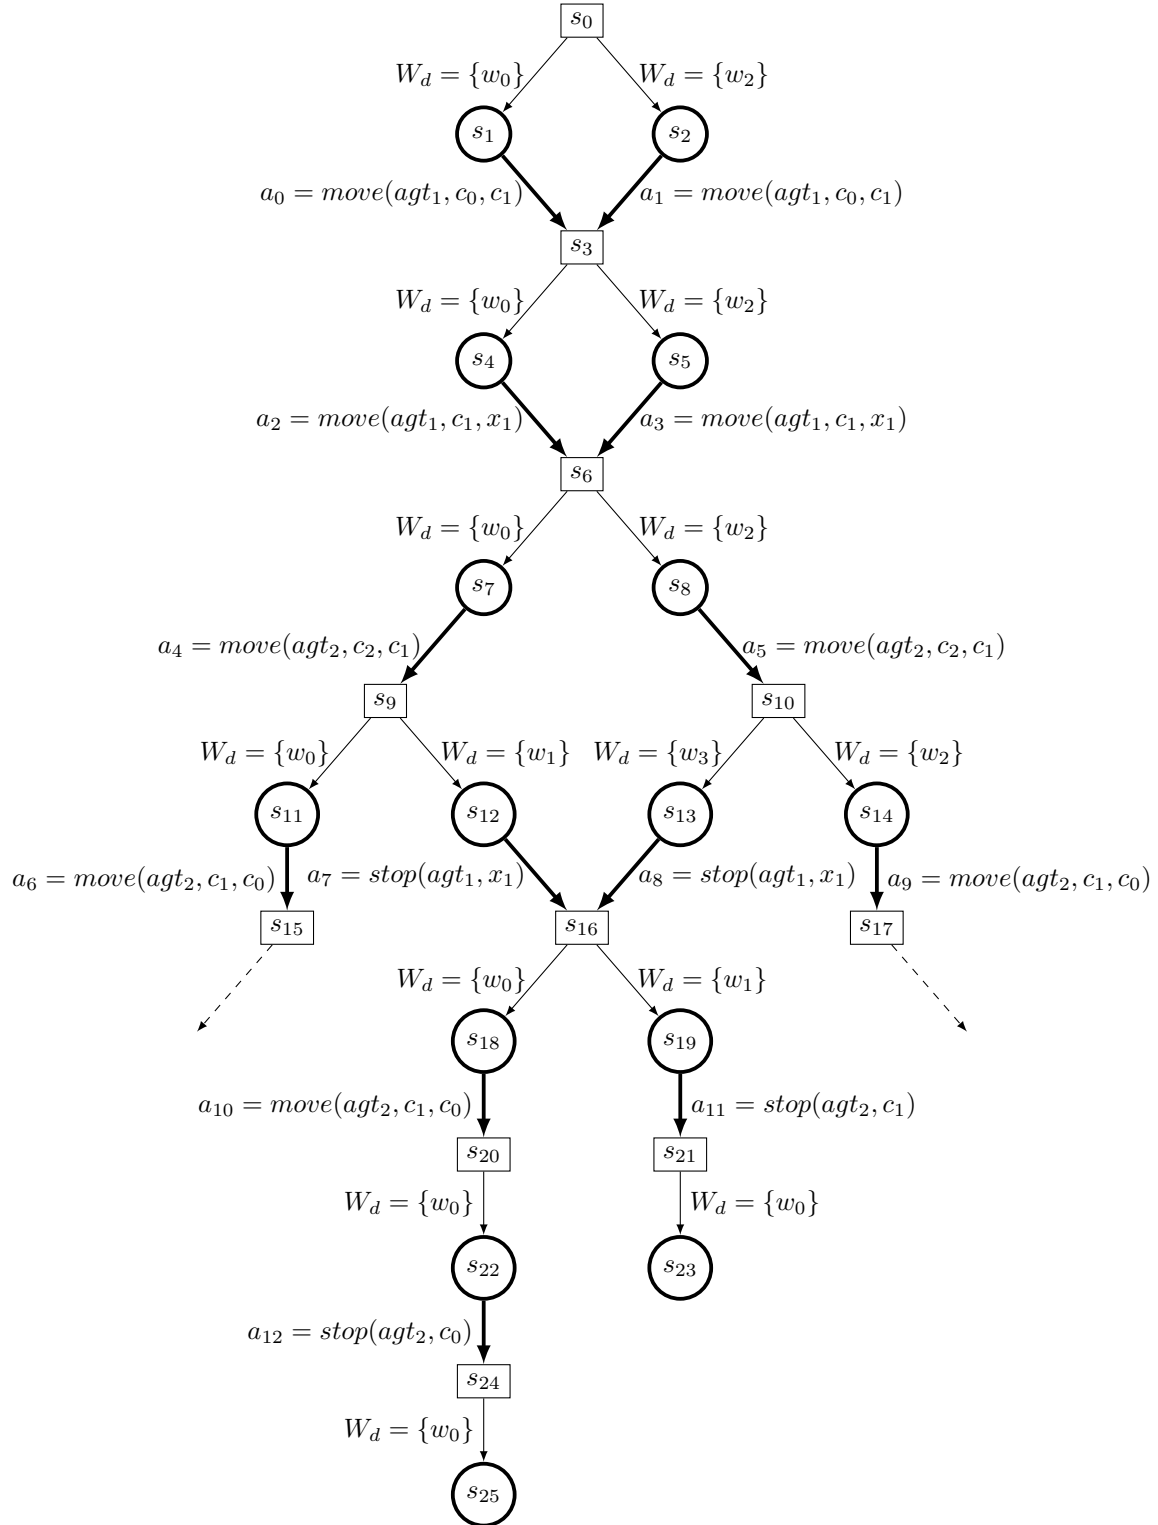 s₀
W_d = {w₀} W_d = {w₂}
s₁ s₂
a₀ = move(agt₁, c₀, c₁) a₁ = move(agt₁, c₀, c₁)
s₃
W_d = {w₀} W_d = {w₂}
s₄ s₅
a₂ = move(agt₁, c₁, x₁) a₃ = move(agt₁, c₁, x₁)
s₆
W_d = {w₀} W_d = {w₂}
s₇ s₈
a₄ = move(agt₂, c₂, c₁) a₅ = move(agt₂, c₂, c₁)
s₉ s₁₀
W_d = {w₀} W_d = {w₁} W_d = {w₃} W_d = {w₂}
s₁₁ s₁₂ s₁₃ s₁₄
a₆ = move(agt₂, c₁, c₀) a₇ = stop(agt₁, x₁) a₈ = stop(agt₁, x₁) a₉ = move(agt₂, c₁, c₀)
s₁₅ s₁₆ s₁₇
W_d = {w₀} W_d = {w₁}
s₁₈ s₁₉
a₁₀ = move(agt₂, c₁, c₀) a₁₁ = stop(agt₂, c₁)
s₂₀ s₂₁
W_d = {w₀} W_d = {w₀}
s₂₂ s₂₃
a₁₂ = stop(agt₂, c₀)
s₂₄
W_d = {w₀}
s₂₅